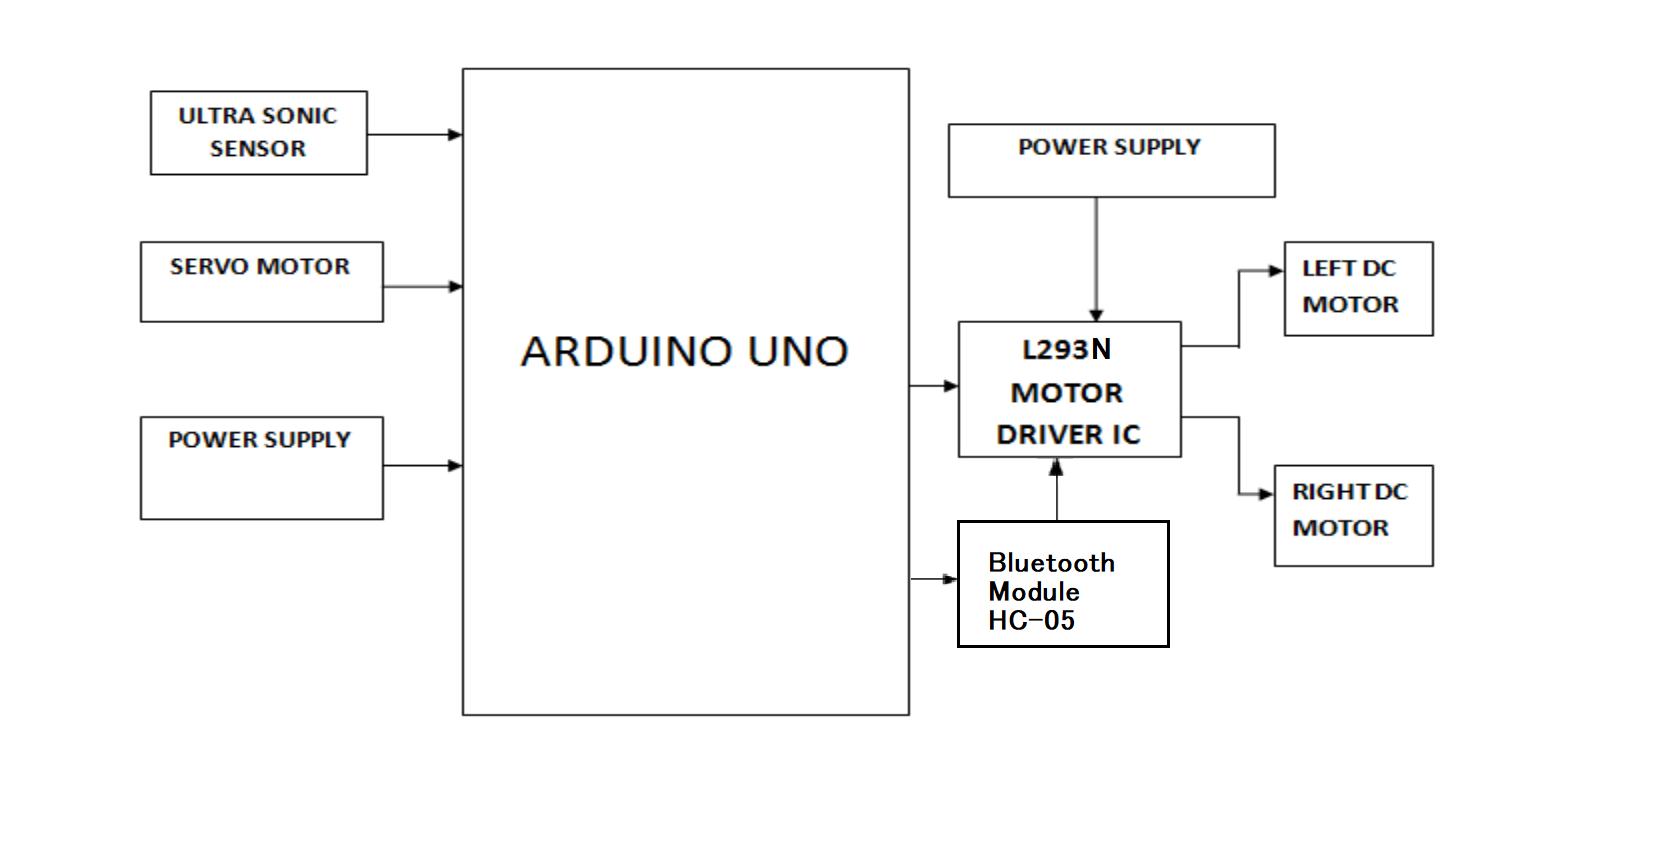 ULTRA SONIC
SENSOR
SERVO MOTOR
POWER SUPPLY
ARDUINO UNO
POWER SUPPLY
L293N
MOTOR
DRIVER IC
Bluetooth
Module
HC-05
LEFT DC
MOTOR
RIGHT DC
MOTOR